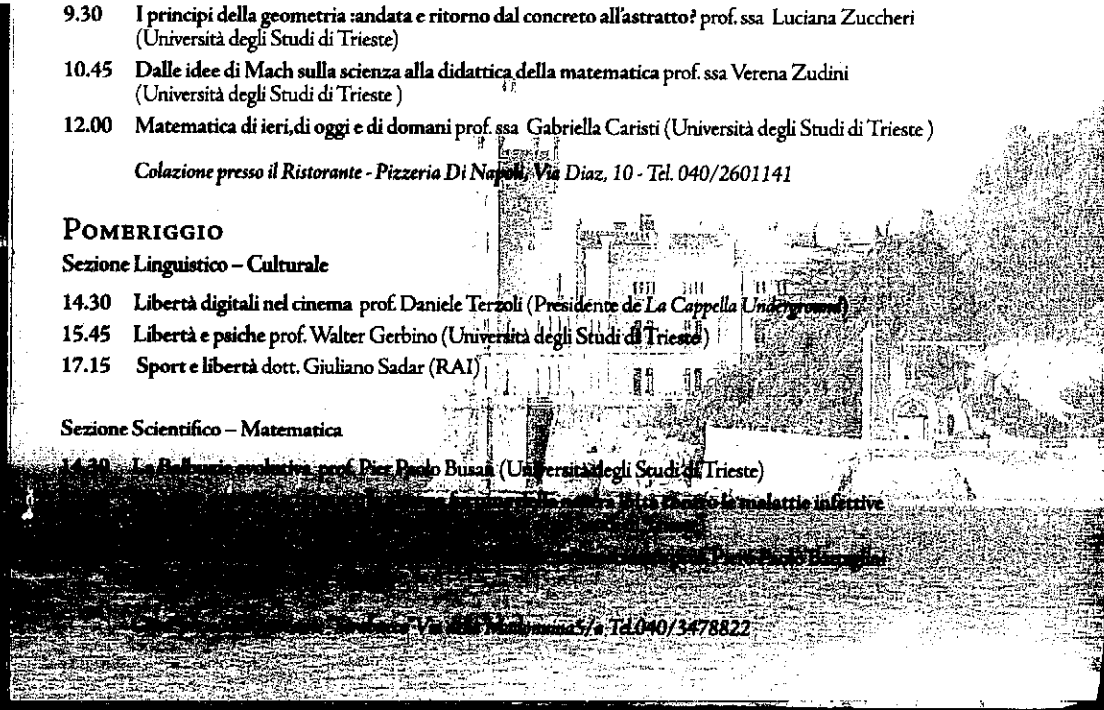 9.30 I principi della geometria :andata e ritorno dal concreto all'astratto? prof. ssa Luciana Zuccheri
(Università degli Studi di Trieste)
10.45 Dalle idee di Mach sulla scienza alla didattica della matematica prof. ssa Verena Zudini
(Università degli Studi di Trieste )
12.00 Matematica di ieri,di oggi e di domani prof. ssa Gabriella Caristi (Università degli Studi di Trieste )
Colazione presso il Ristorante - Pizzeria Di Napoli, Via Diaz, 10 - Tel. 040/2601141
POMERIGGIO
Sezione Linguistico – Culturale
14.30 Libertà digitali nel cinema prof. Daniele Terzoli (Presidente de La Cappella Underground)
15.45 Libertà e psiche prof. Walter Gerbino (Università degli Studi di Trieste )
17.15 Sport e libertà dott. Giuliano Sadar (RAI)
Sezione Scientifico – Matematica
14.30 La Balbuzie evolutiva prof. Pier Paolo Busan (Università degli Studi di Trieste)
le malattie infettive
Via 5/a, Tel.040/3478822